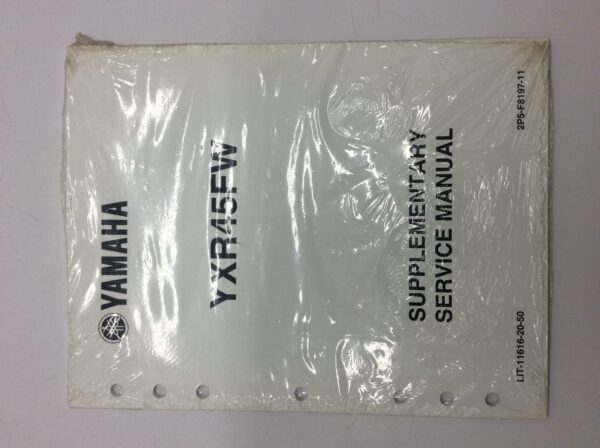 YAMAHA
YXR45FW
SUPPLEMENTARY
SERVICE MANUAL
LIT-11616-20-50
2P5-F8197-11